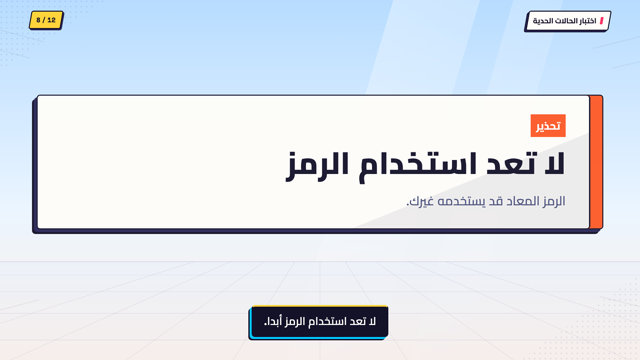 اختبار الحالات الحدية
8 / 12
تحذير
لا تعد استخدام الرمز
الرمز المعاد قد يستخدمه غيرك.
لا تعد استخدام الرمز أبدا.